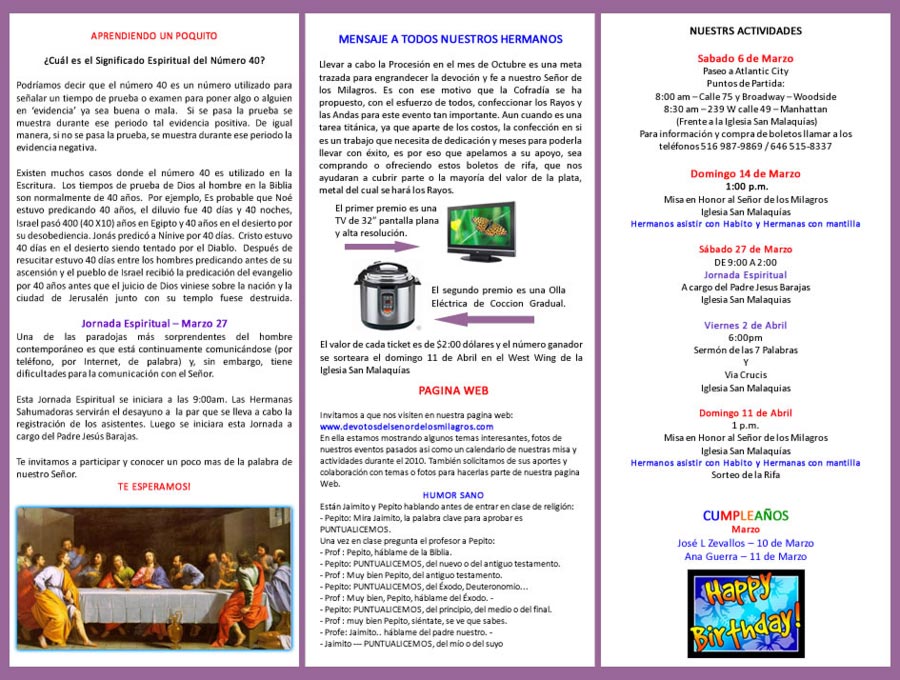 APRENDIENDO UN POQUITO
¿Cuál es el Significado Espiritual del Número 40?
Podríamos decir que el número 40 es un número utilizado para
señalar un tiempo de prueba o examen para poner algo o alguien
en ‘evidencia’ ya sea buena o mala.  Si se pasa la prueba se
muestra durante ese periodo tal evidencia positiva. De igual
manera, si no se pasa la prueba, se muestra durante ese periodo la
evidencia negativa.
Existen muchos casos donde el número 40 es utilizado en la
Escritura.  Los tiempos de prueba de Dios al hombre en la Biblia
son normalmente de 40 años.  Por ejemplo, Es probable que Noé
estuvo predicando 40 años, el diluvio fue 40 días y 40 noches,
Israel pasó 400 (40 X10) años en Egipto y 40 años en el desierto por
su desobediencia. Jonás predicó a Nínive por 40 días.  Cristo estuvo
40 días en el desierto siendo tentado por el Diablo.  Después de
resucitar estuvo 40 días entre los hombres predicando antes de su
ascensión y el pueblo de Israel recibió la predicación del evangelio
por 40 años antes que el juicio de Dios viniese sobre la nación y la
ciudad de Jerusalén junto con su templo fuese destruida.
Jornada Espiritual – Marzo 27
Una de las paradojas más sorprendentes del hombre
contemporáneo es que está continuamente comunicándose (por
teléfono, por Internet, de palabra) y, sin embargo, tiene
dificultades para la comunicación con el Señor.
Esta Jornada Espiritual se iniciara a las 9:00am. Las Hermanas
Sahumadoras servirán el desayuno a  la par que se lleva a cabo la
registración de los asistentes. Luego se iniciara esta Jornada a
cargo del Padre Jesús Barajas.
Te invitamos a participar y conocer un poco mas de la palabra de
nuestro Señor.
TE ESPERAMOS!
MENSAJE A TODOS NUESTROS HERMANOS
Llevar a cabo la Procesión en el mes de Octubre es una meta
trazada para engrandecer la devoción y fe a nuestro Señor de
los Milagros. Es con ese motivo que la Cofradía se ha
propuesto, con el esfuerzo de todos, confeccionar los Rayos y
las Andas para este evento tan importante. Aun cuando es una
tarea titánica, ya que aparte de los costos, la confección en si
es un trabajo que necesita de dedicación y meses para poderla
llevar con éxito, es por eso que apelamos a su apoyo, sea
comprando o ofreciendo estos boletos de rifa, que nos
ayudaran a cubrir parte o la mayoría del valor de la plata,
metal del cual se hará los Rayos.
El primer premio es una
TV de 32” pantalla plana
y alta resolución.
El segundo premio es una Olla
Eléctrica de Coccion Gradual.
El valor de cada ticket es de $2:00 dólares y el número ganador
se sorteara el domingo 11 de Abril en el West Wing de la
Iglesia San Malaquías
PAGINA WEB
Invitamos a que nos visiten en nuestra pagina web:
www.devotosdelsenordelosmilagros.com
En ella estamos mostrando algunos temas interesantes, fotos de
nuestros eventos pasados así como un calendario de nuestras misa y
actividades durante el 2010. También solicitamos de sus aportes y
colaboración con temas o fotos para hacerlas parte de nuestra pagina
Web.
HUMOR SANO
Están Jaimito y Pepito hablando antes de entrar en clase de religión:
- Pepito: Mira Jaimito, la palabra clave para aprobar es
PUNTUALICEMOS.
Una vez en clase pregunta el profesor a Pepito:
- Prof : Pepito, háblame de la Biblia.
- Pepito: PUNTUALICEMOS, del nuevo o del antiguo testamento.
- Prof : Muy bien Pepito, del antiguo testamento.
- Pepito: PUNTUALICEMOS, del Éxodo, Deuteronomio...
- Prof : Muy bien, Pepito, háblame del Éxodo. -
- Pepito: PUNTUALICEMOS, del principio, del medio o del final.
- Prof : muy bien Pepito, siéntate, se ve que sabes.
- Profe: Jaimito.. háblame del padre nuestro. -
- Jaimito --- PUNTUALICEMOS, del mío o del suyo
NUESTRS ACTIVIDADES
Sabado 6 de Marzo
Paseo a Atlantic City
Puntos de Partida:
8:00 am – Calle 75 y Broadway – Woodside
8:30 am – 239 W calle 49 – Manhattan
(Frente a la Iglesia San Malaquías)
Para información y compra de boletos llamar a los
teléfonos 516 987-9869 / 646 515-8337
Domingo 14 de Marzo
1:00 p.m.
Misa en Honor al Señor de los Milagros
Iglesia San Malaquías
Hermanos asistir con Habito y Hermanas con mantilla
Sábado 27 de Marzo
DE 9:00 A 2:00
Jornada Espiritual
A cargo del Padre Jesus Barajas
Iglesia San Malaquias
Viernes 2 de Abril
6:00pm
Sermón de las 7 Palabras
Y
Via Crucis
Iglesia San Malaquias
Domingo 11 de Abril
1 p.m.
Misa en Honor al Señor de los Milagros
Iglesia San Malaquías
Hermanos asistir con Habito y Hermanas con mantilla
Sorteo de la Rifa
CUMPLEAÑOS
Marzo
José L Zevallos – 10 de Marzo
Ana Guerra – 11 de Marzo
Happy
Birthday!